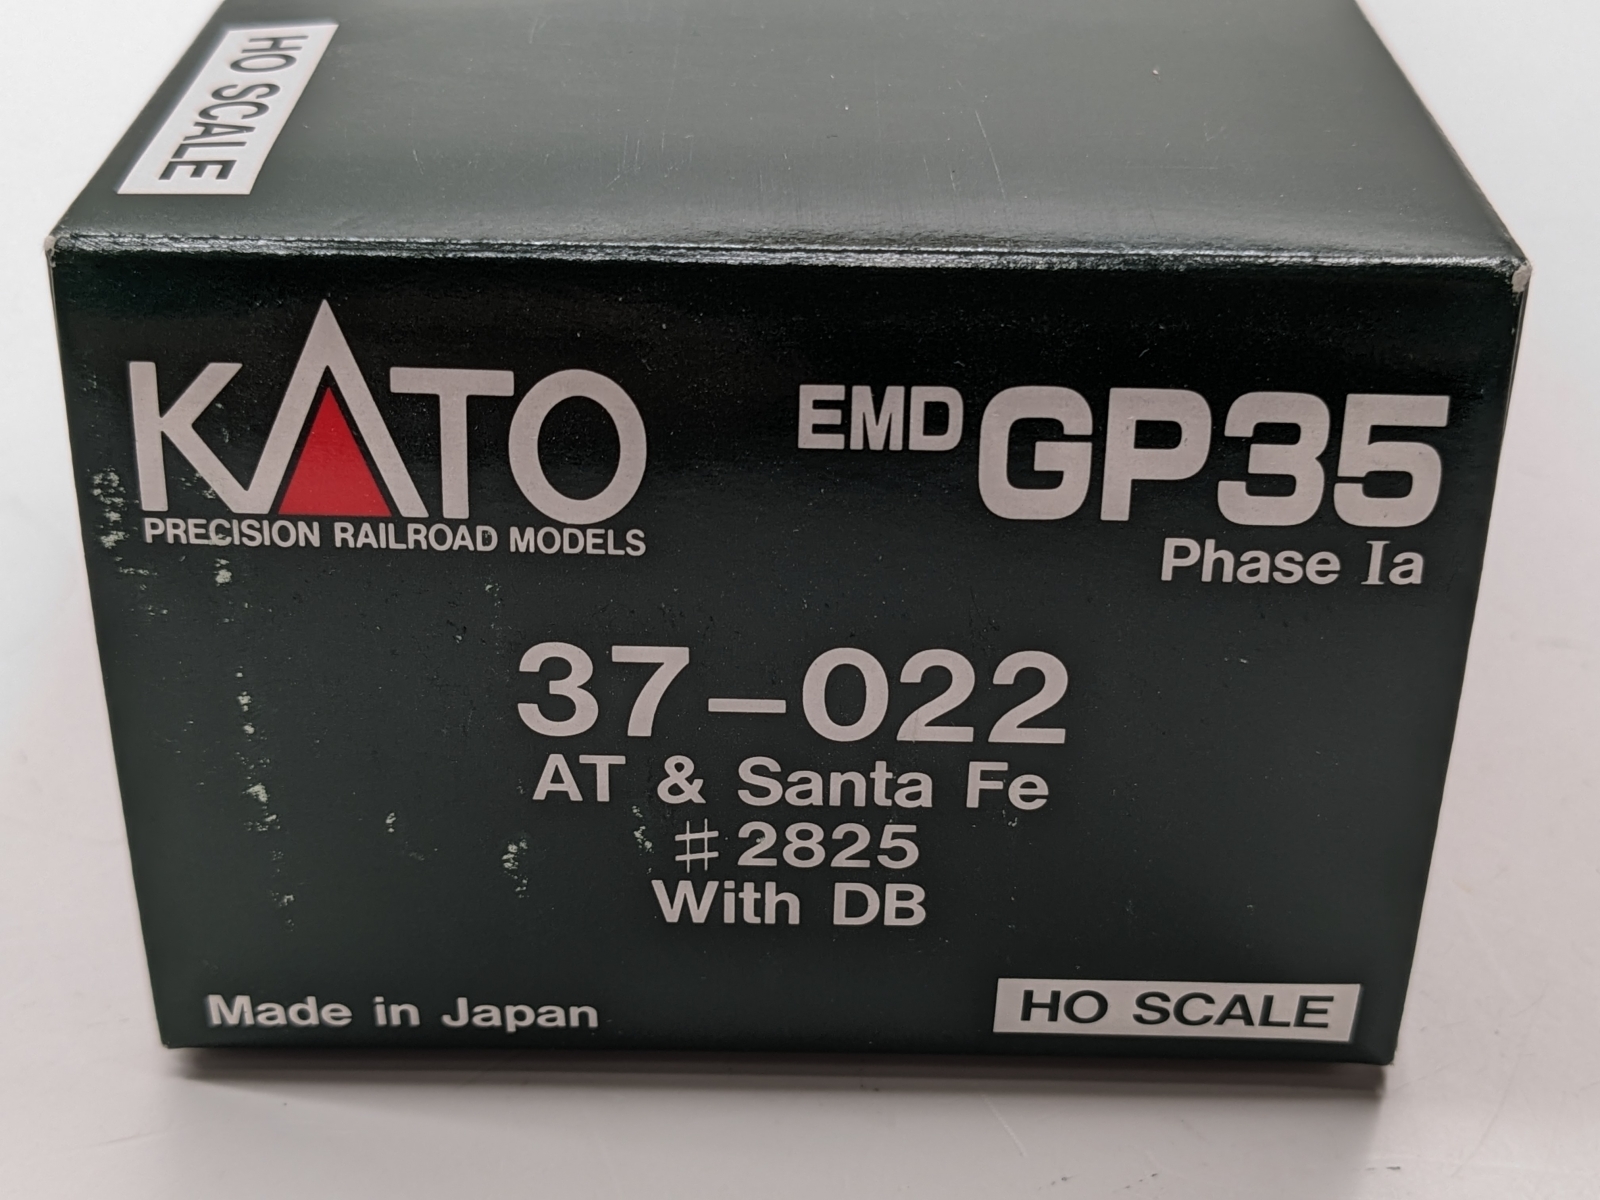 HO SCALE
KATO
PRECISION RAILROAD MODELS
EMD GP35
Phase Ia
37-022
AT & Santa Fe
#2825
With DB
Made in Japan
HO SCALE